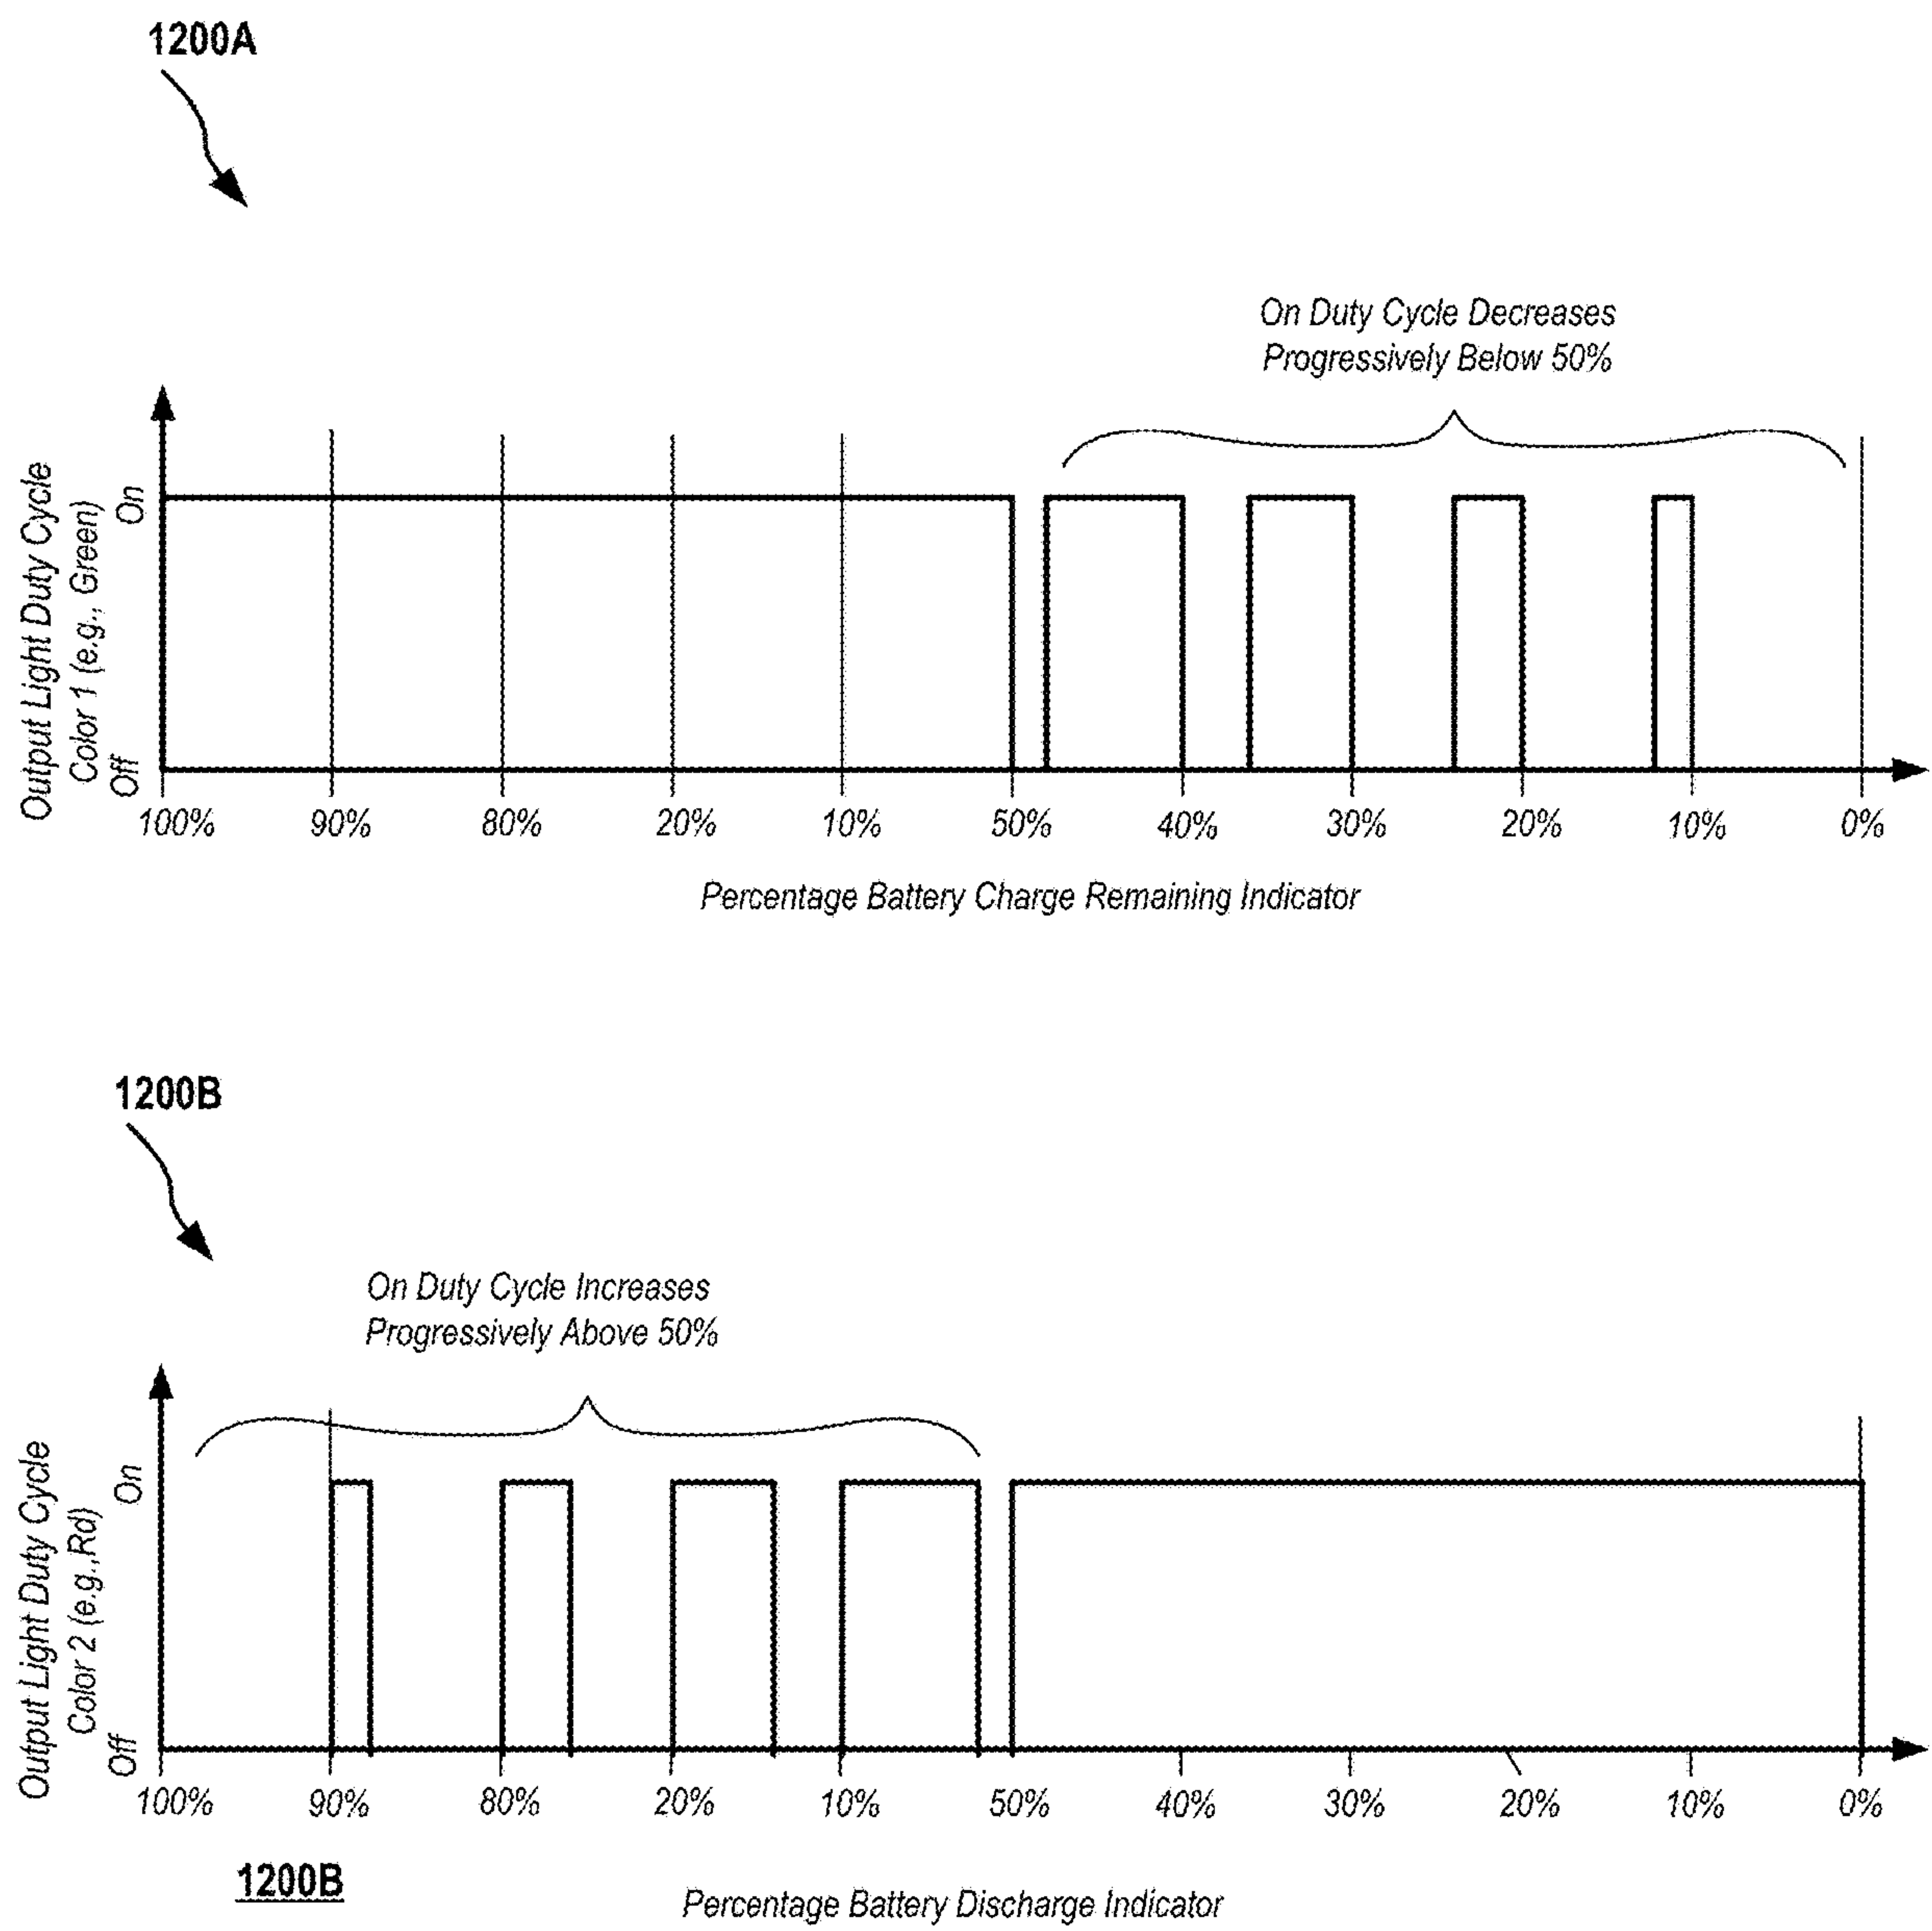 1200A
On Duty Cycle Decreases
Progressively Below 50%
Output Light Duty Cycle
Color 1 (e.g., Green)
On
Off
100% 90% 80% 20% 10% 50% 40% 30% 20% 10% 0%
Percentage Battery Charge Remaining Indicator
1200B
On Duty Cycle Increases
Progressively Above 50%
Output Light Duty Cycle
Color 2 (e.g.,Rd)
On
Off
100% 90% 80% 20% 10% 50% 40% 30% 20% 10% 0%
1200B
Percentage Battery Discharge Indicator